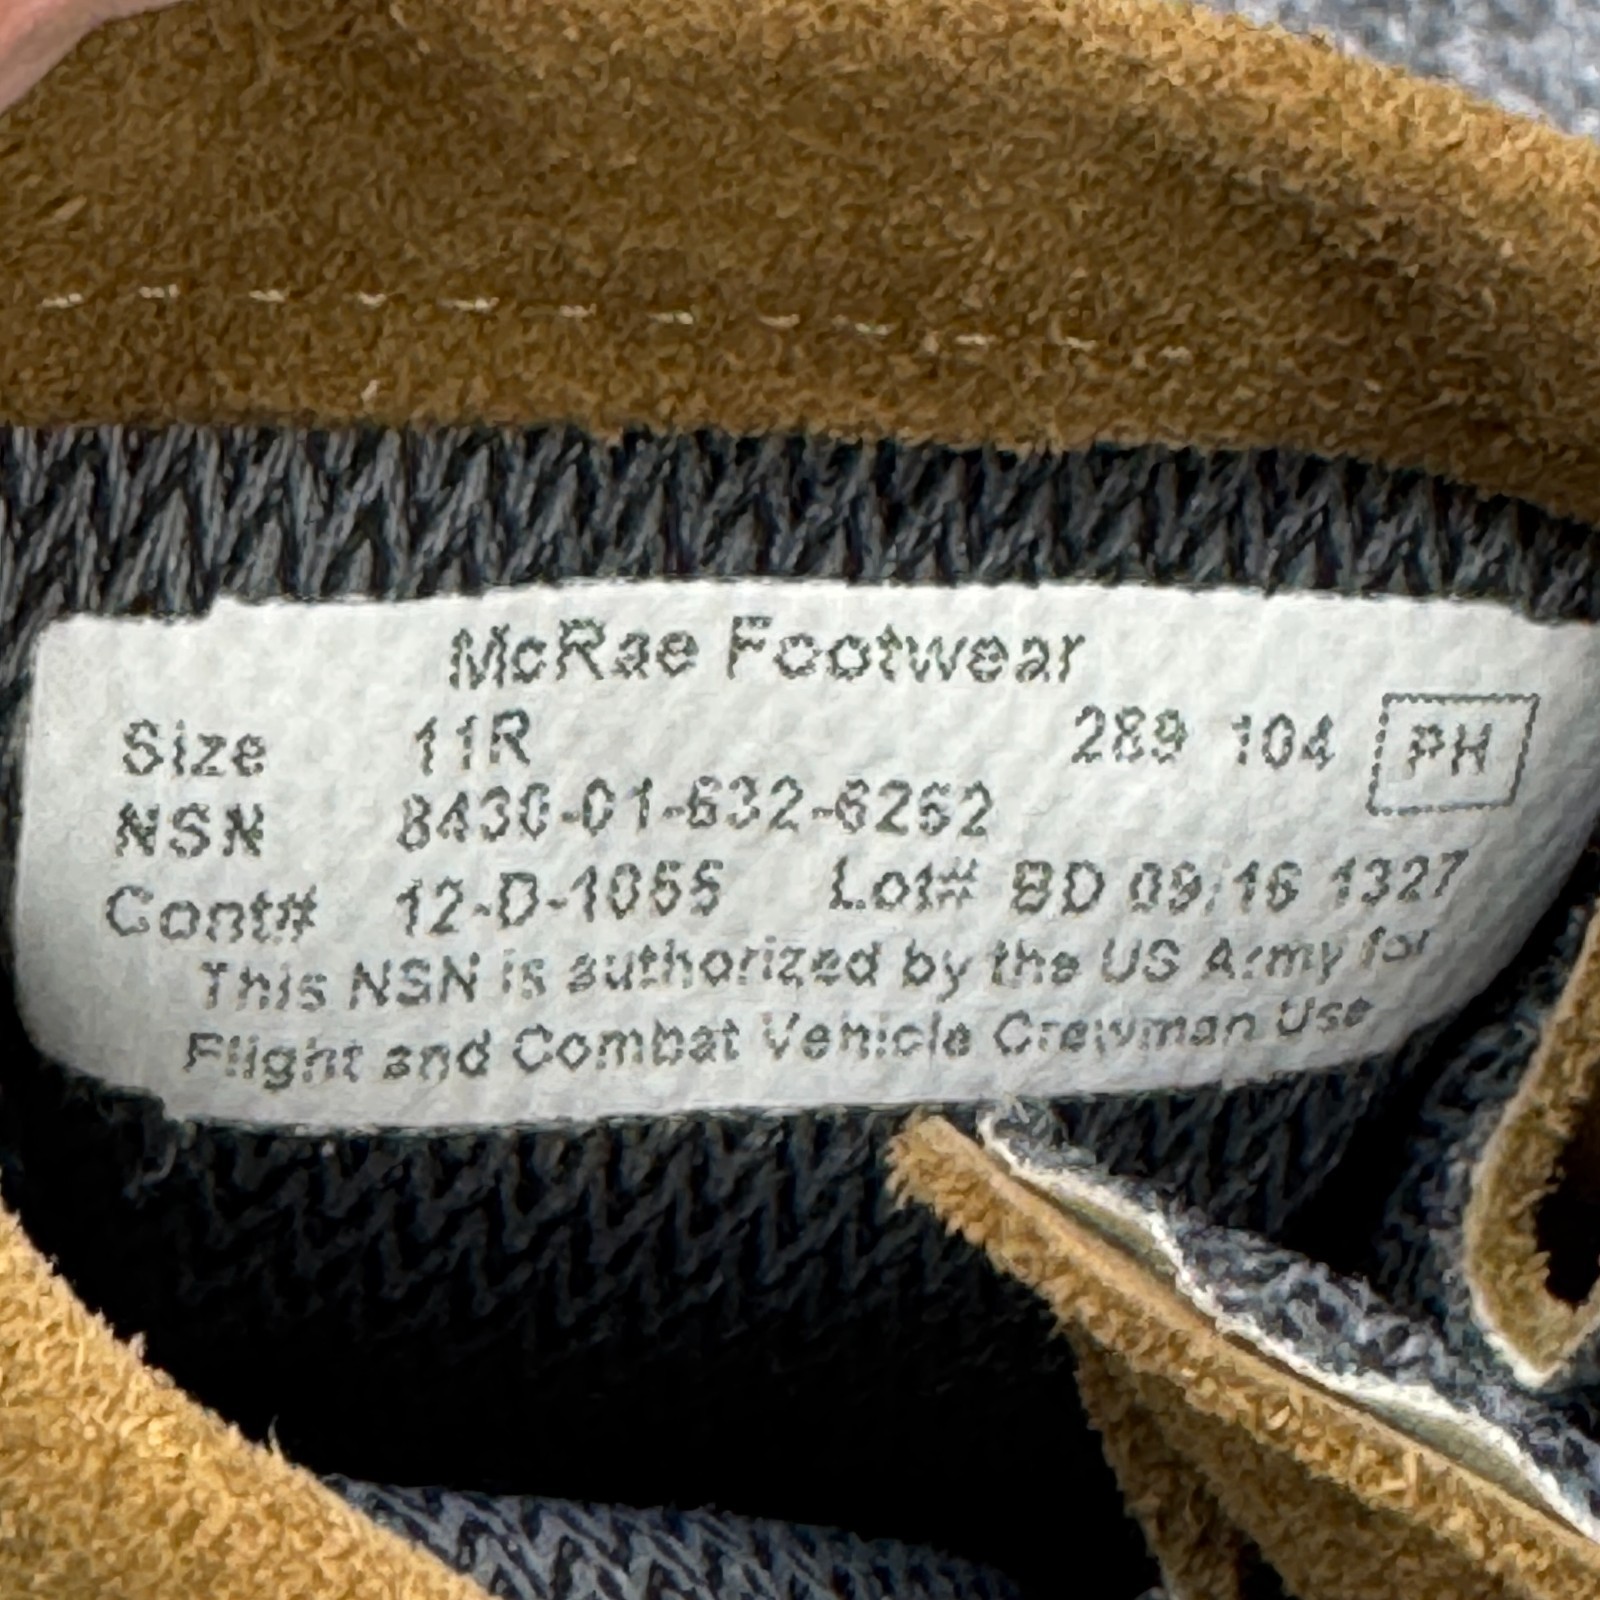 McRae Footwear
Size 11R 289 104 PH
NSN 8430-01-632-6262
Cont# 12-D-1055 Lot# BD 09/16 1327
This NSN is authorized by the US Army for
Flight and Combat Vehicle Crewman Use